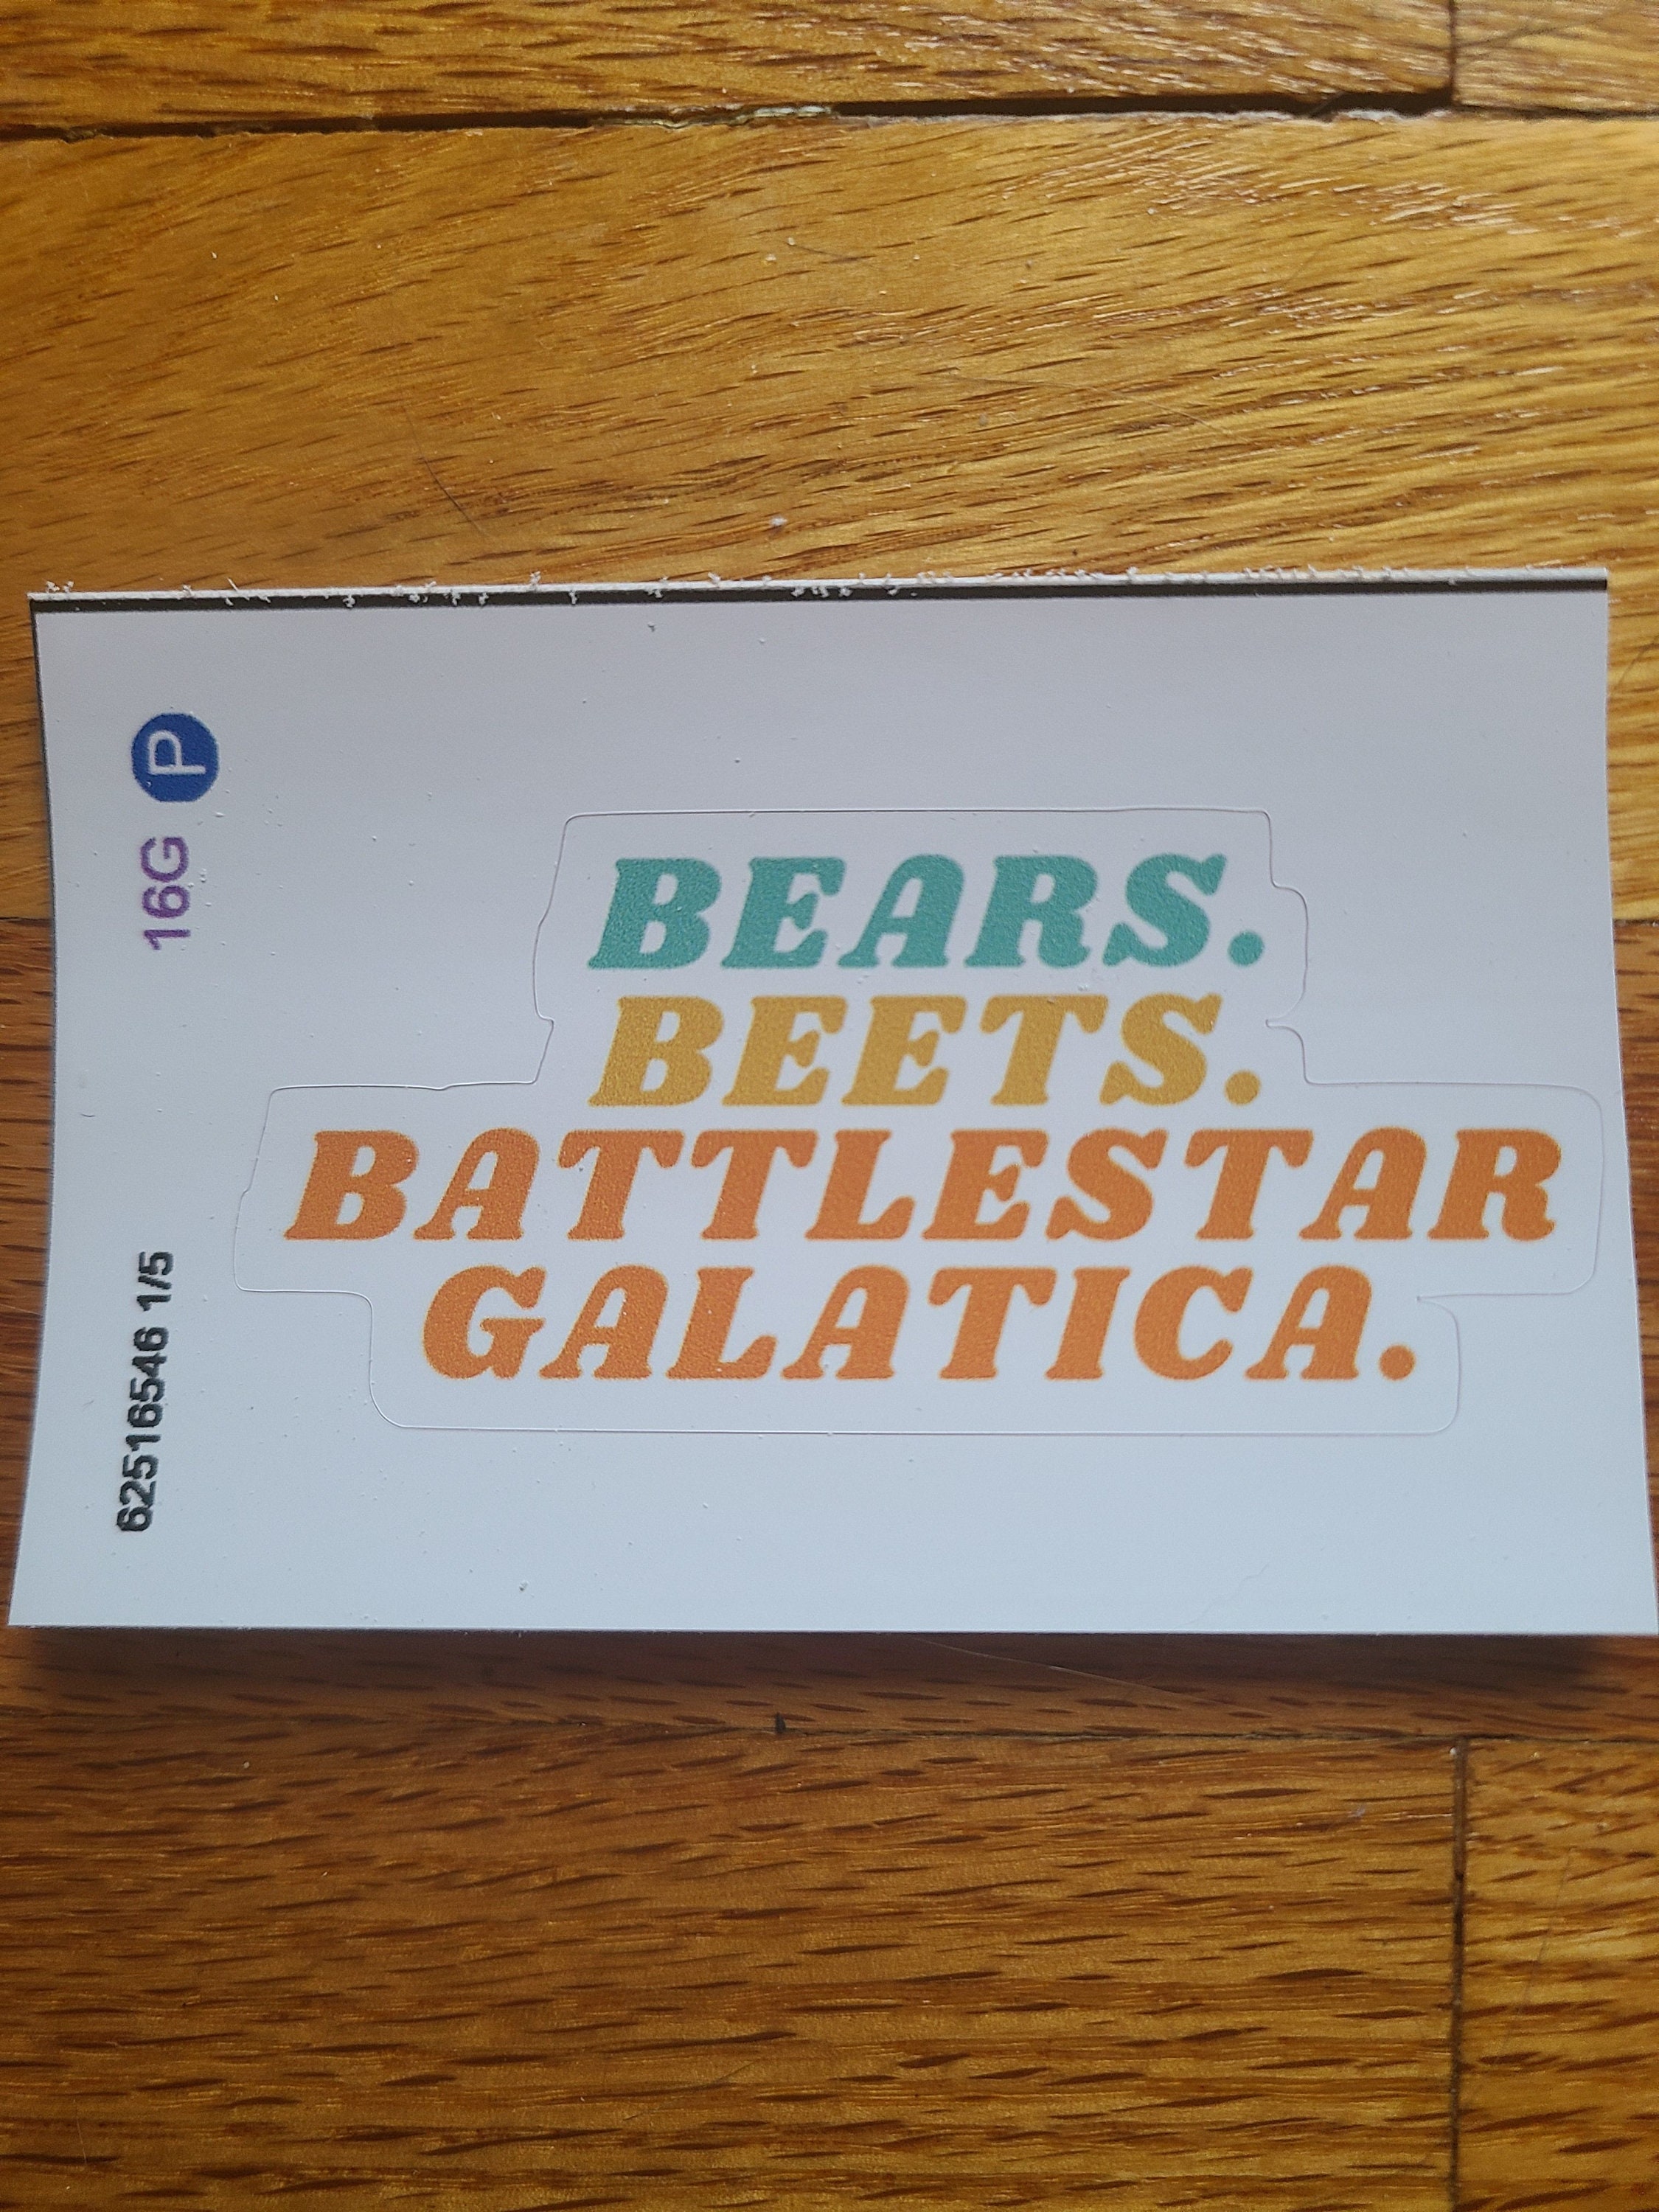 P
16G
62516546 1/5
BEARS.
BEETS.
BATTLESTAR
GALATICA.